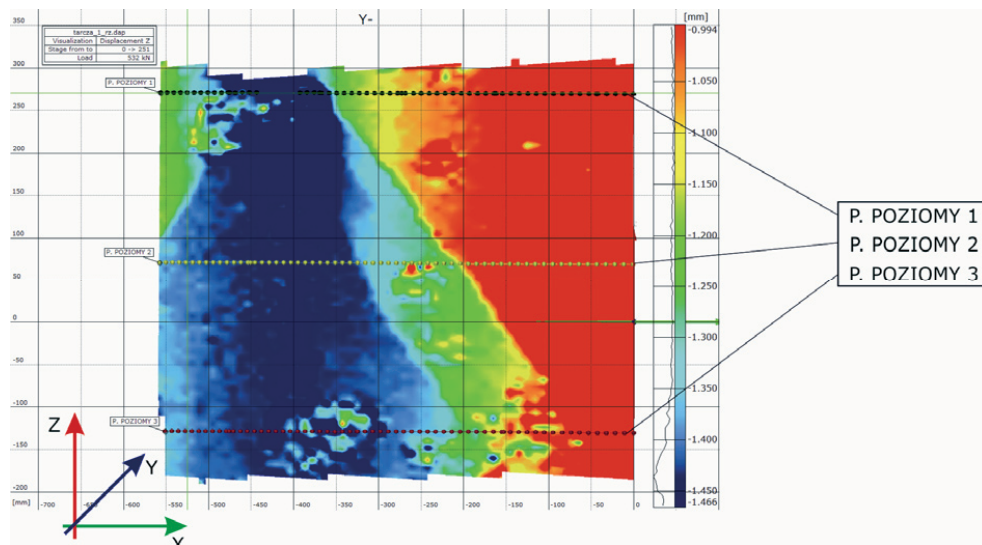 Y-
tarcza_1_rz.dap
Visualization Displacement Z
Stage from to 0 -> 251
Load 532 kN
350
300
250
200
150
100
50
0
-50
-100
-150
-200
[mm] -700 -600 -550 -500 -450 -400 -350 -300 -250 -200 -150 -100 -50 0
P. POZIOMY 1
P. POZIOMY 2
P. POZIOMY 3
[mm]
-0.994
-1.050
-1.100
-1.150
-1.200
-1.250
-1.300
-1.350
-1.400
-1.450
-1.466
P. POZIOMY 1
P. POZIOMY 2
P. POZIOMY 3
Z
Y
X